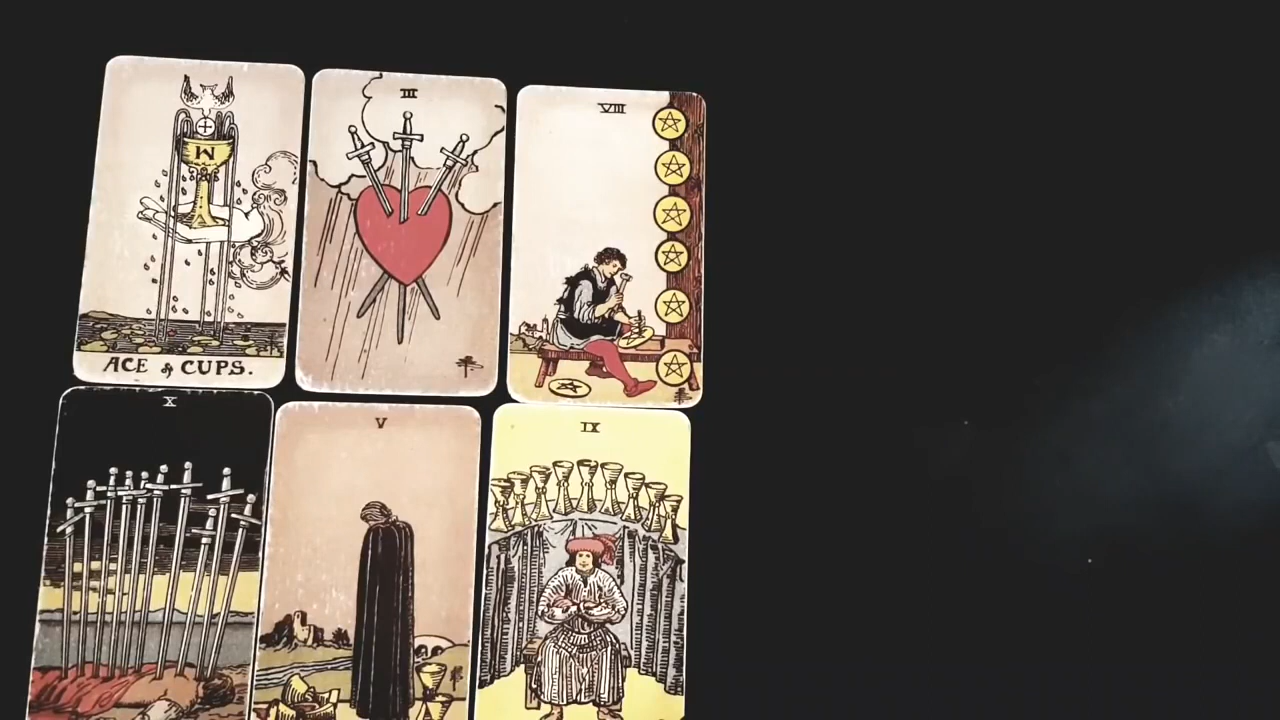 III
VIII
M
ACE of CUPS.
X
V
IX